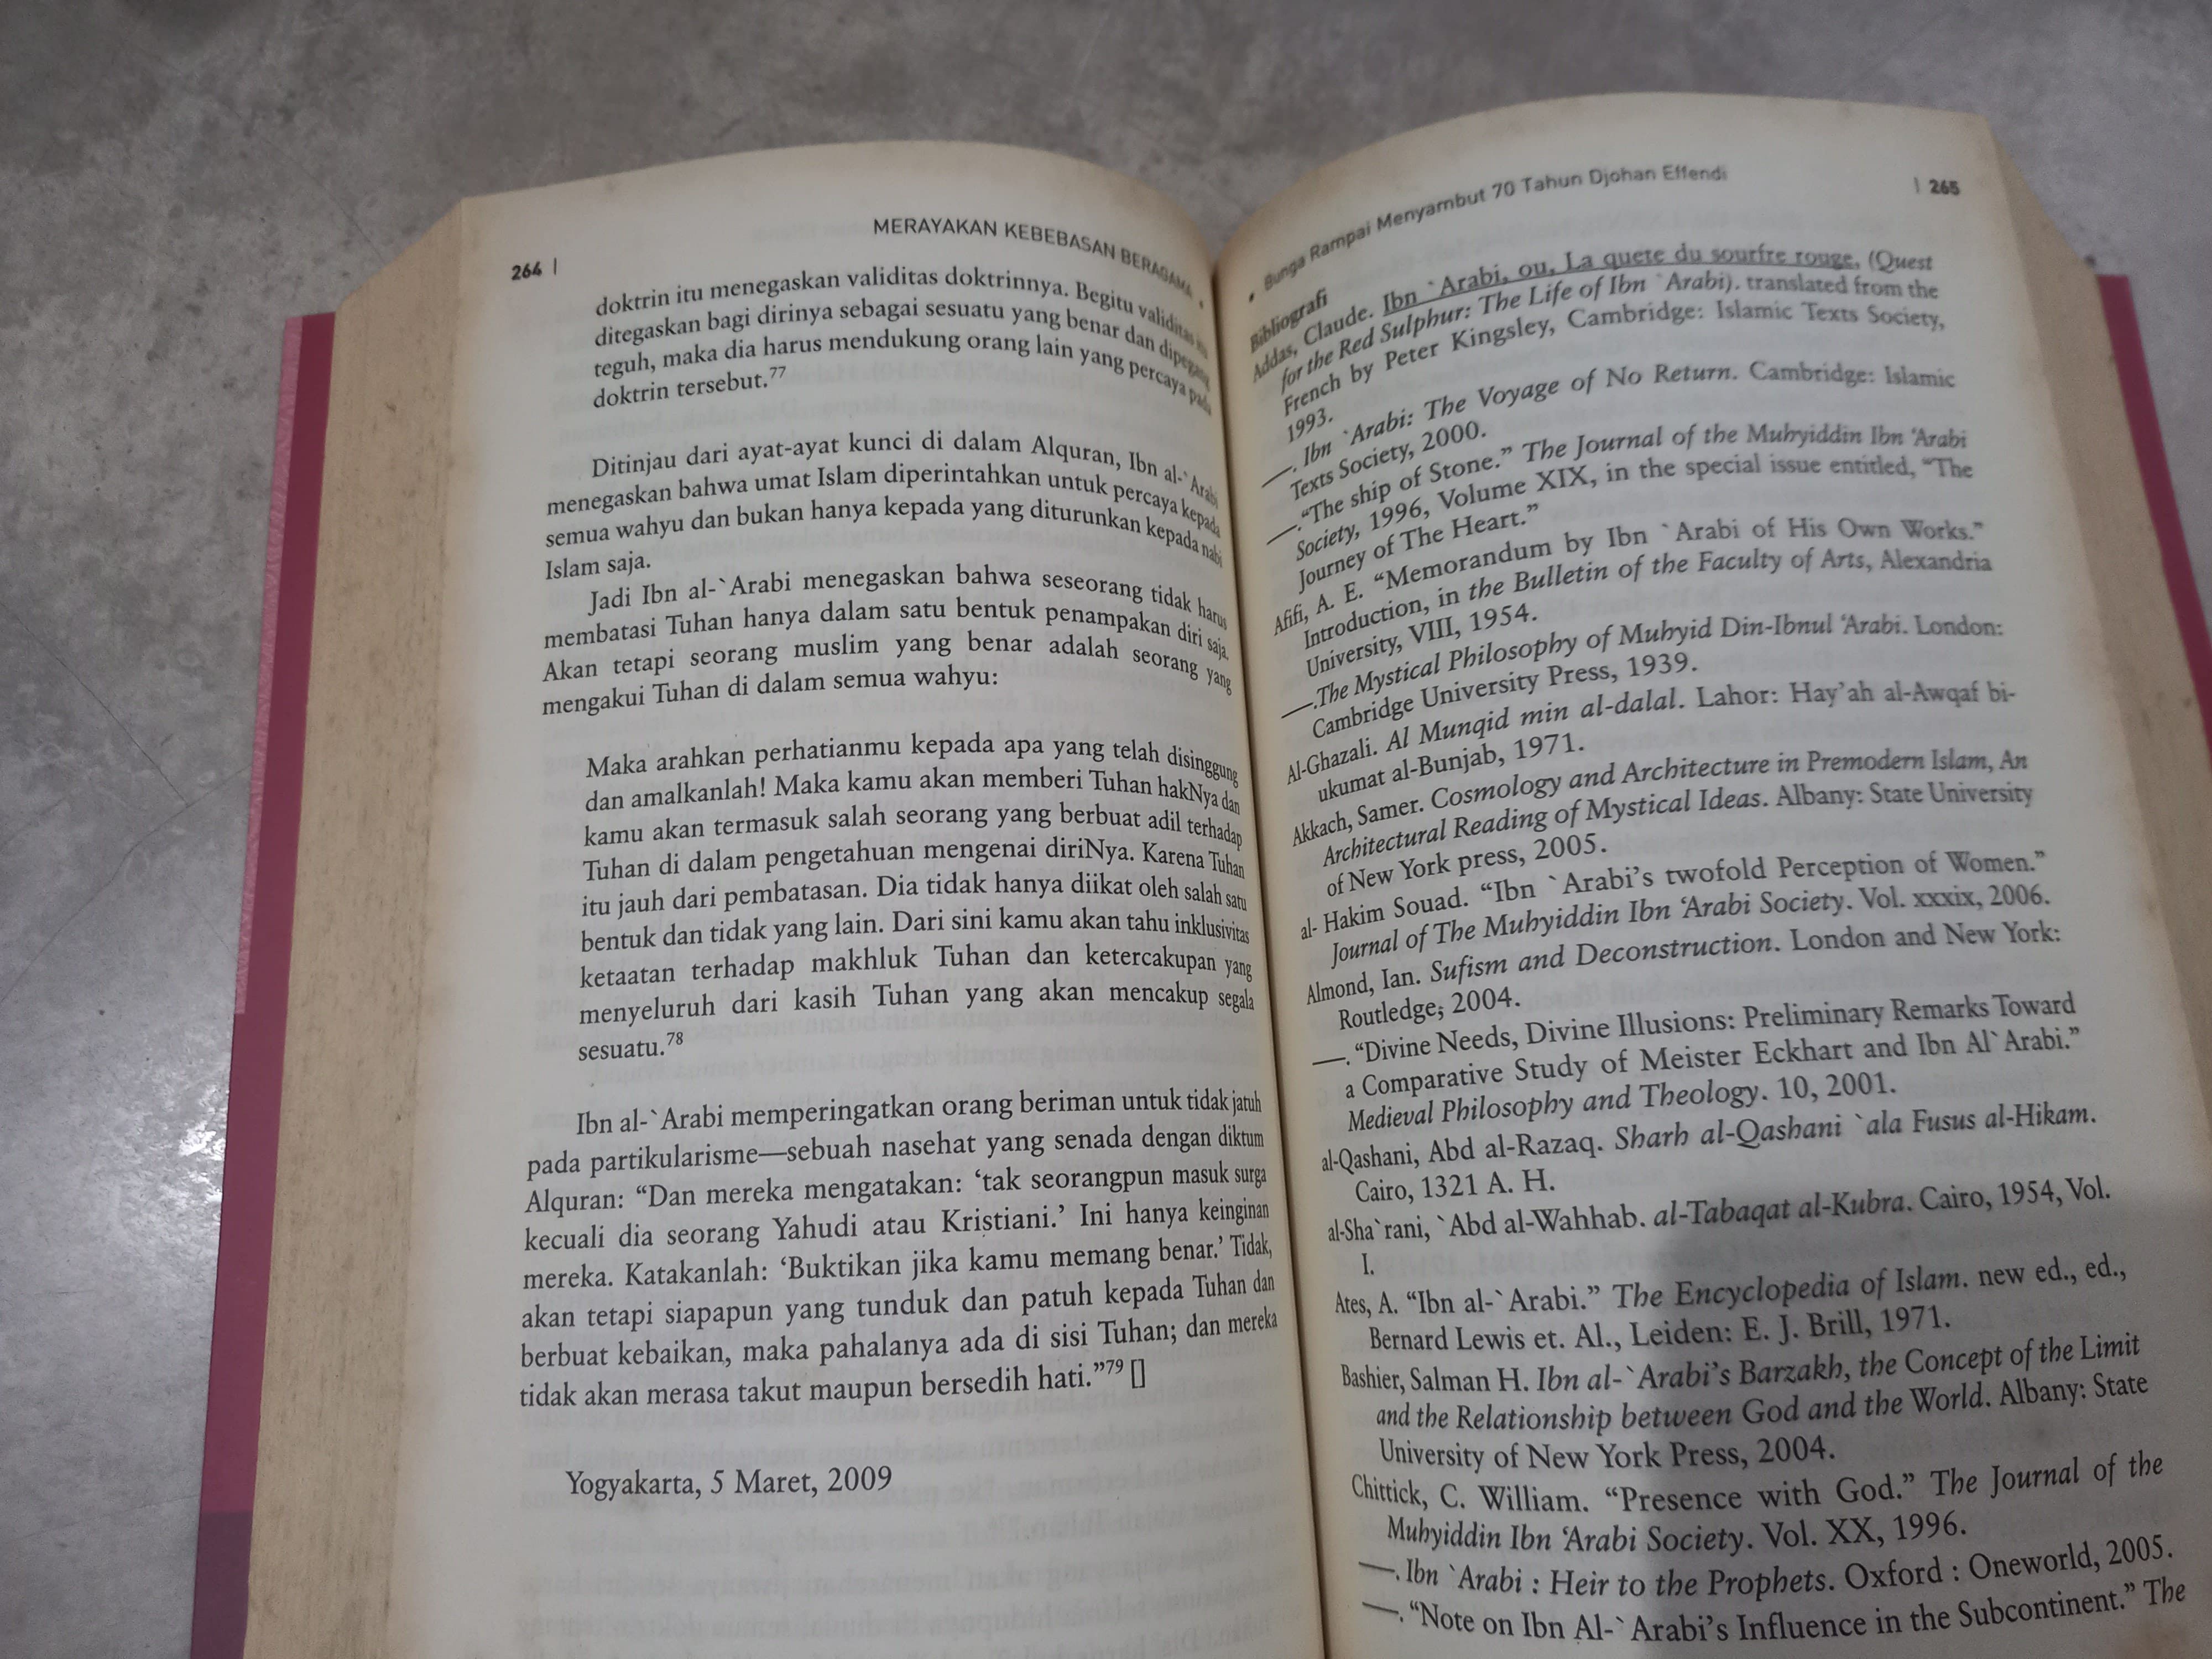 264 |
MERAYAKAN KEBEBASAN BERAGAMA •
doktrin itu menegaskan validitas doktrinnya. Begitu validitas itu
ditegaskan bagi dirinya sebagai sesuatu yang benar dan dipegang
teguh, maka dia harus mendukung orang lain yang percaya pada
doktrin tersebut.77
Ditinjau dari ayat-ayat kunci di dalam Alquran, Ibn al-`Arabi
menegaskan bahwa umat Islam diperintahkan untuk percaya kepada
semua wahyu dan bukan hanya kepada yang diturunkan kepada nabi
Islam saja.
Jadi Ibn al-`Arabi menegaskan bahwa seseorang tidak harus
membatasi Tuhan hanya dalam satu bentuk penampakan diri saja.
Akan tetapi seorang muslim yang benar adalah seorang yang
mengakui Tuhan di dalam semua wahyu:
Maka arahkan perhatianmu kepada apa yang telah disinggung
dan amalkanlah! Maka kamu akan memberi Tuhan hakNya dan
kamu akan termasuk salah seorang yang berbuat adil terhadap
Tuhan di dalam pengetahuan mengenai diriNya. Karena Tuhan
itu jauh dari pembatasan. Dia tidak hanya diikat oleh salah satu
bentuk dan tidak yang lain. Dari sini kamu akan tahu inklusivitas
ketaatan terhadap makhluk Tuhan dan ketercakupan yang
menyeluruh dari kasih Tuhan yang akan mencakup segala
sesuatu.78
Ibn al-`Arabi memperingatkan orang beriman untuk tidak jatuh
pada partikularisme—sebuah nasehat yang senada dengan diktum
Alquran: “Dan mereka mengatakan: ‘tak seorangpun masuk surga
kecuali dia seorang Yahudi atau Kristiani.’ Ini hanya keinginan
mereka. Katakanlah: ‘Buktikan jika kamu memang benar.’ Tidak,
akan tetapi siapapun yang tunduk dan patuh kepada Tuhan dan
berbuat kebaikan, maka pahalanya ada di sisi Tuhan; dan mereka
tidak akan merasa takut maupun bersedih hati.”79 []
Yogyakarta, 5 Maret, 2009
• Bunga Rampai Menyambut 70 Tahun Djohan Effendi
| 265
Bibliografi
Addas, Claude. Ibn `Arabi, ou, La quete du sourfre rouge, (Quest
for the Red Sulphur: The Life of Ibn `Arabi). translated from the
French by Peter Kingsley, Cambridge: Islamic Texts Society,
1993.
—. Ibn `Arabi: The Voyage of No Return. Cambridge: Islamic
Texts Society, 2000.
—.“The ship of Stone.” The Journal of the Muhyiddin Ibn ‘Arabi
Society, 1996, Volume XIX, in the special issue entitled, “The
Journey of The Heart.”
Afifi, A. E. “Memorandum by Ibn `Arabi of His Own Works.”
Introduction, in the Bulletin of the Faculty of Arts, Alexandria
University, VIII, 1954.
—.The Mystical Philosophy of Muhyid Din-Ibnul ‘Arabi. London:
Cambridge University Press, 1939.
Al-Ghazali. Al Munqid min al-dalal. Lahor: Hay’ah al-Awqaf bi-
ukumat al-Bunjab, 1971.
Akkach, Samer. Cosmology and Architecture in Premodern Islam, An
Architectural Reading of Mystical Ideas. Albany: State University
of New York press, 2005.
al- Hakim Souad. “Ibn `Arabi’s twofold Perception of Women.”
Journal of The Muhyiddin Ibn ‘Arabi Society. Vol. xxxix, 2006.
Almond, Ian. Sufism and Deconstruction. London and New York:
Routledge; 2004.
—.“Divine Needs, Divine Illusions: Preliminary Remarks Toward
a Comparative Study of Meister Eckhart and Ibn Al`Arabi.”
Medieval Philosophy and Theology. 10, 2001.
al-Qashani, Abd al-Razaq. Sharh al-Qashani `ala Fusus al-Hikam.
Cairo, 1321 A. H.
al-Sha`rani, `Abd al-Wahhab. al-Tabaqat al-Kubra. Cairo, 1954, Vol.
I.
Ates, A. “Ibn al-`Arabi.” The Encyclopedia of Islam. new ed., ed.,
Bernard Lewis et. Al., Leiden: E. J. Brill, 1971.
Bashier, Salman H. Ibn al-`Arabi’s Barzakh, the Concept of the Limit
and the Relationship between God and the World. Albany: State
University of New York Press, 2004.
Chittick, C. William. “Presence with God.” The Journal of the
Muhyiddin Ibn ‘Arabi Society. Vol. XX, 1996.
—. Ibn `Arabi : Heir to the Prophets. Oxford : Oneworld, 2005.
—. “Note on Ibn Al-`Arabi’s Influence in the Subcontinent.” The